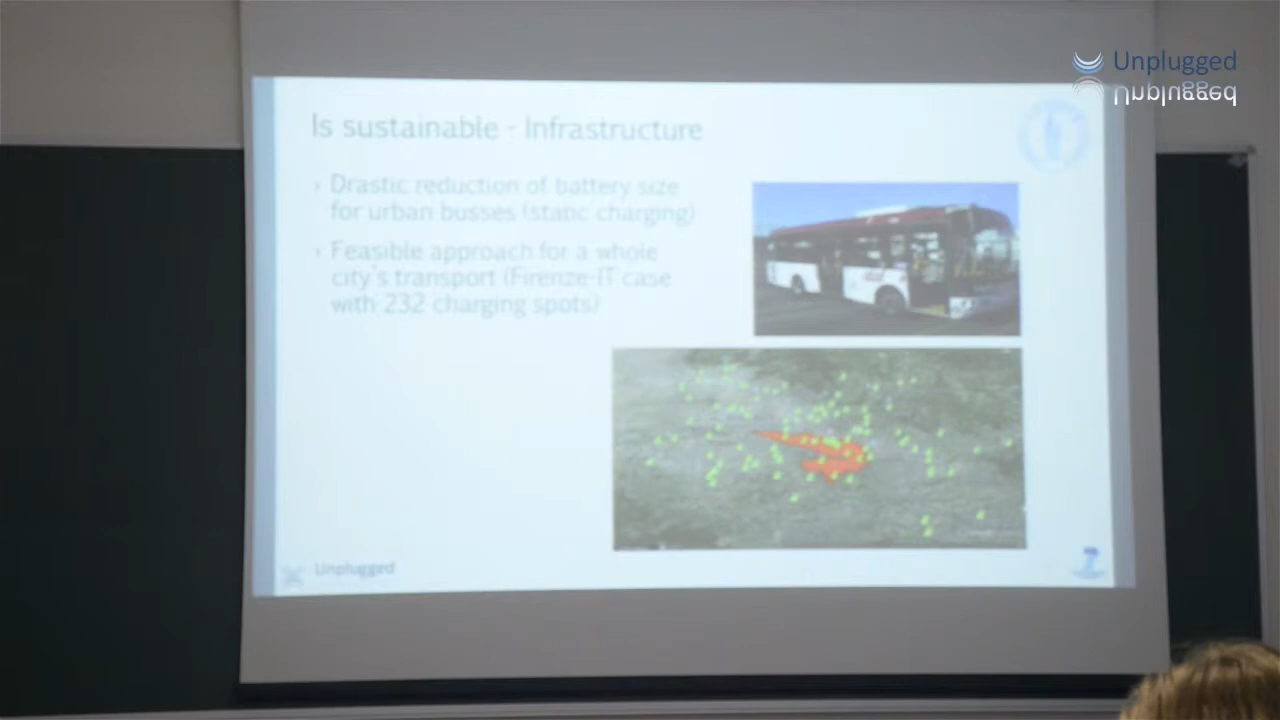 Unplugged
Is sustainable - Infrastructure
› Drastic reduction of battery size
for urban busses (static charging)
› Feasible approach for a whole
city's transport (Firenze-IT case
with 232 charging spots)
Unplugged